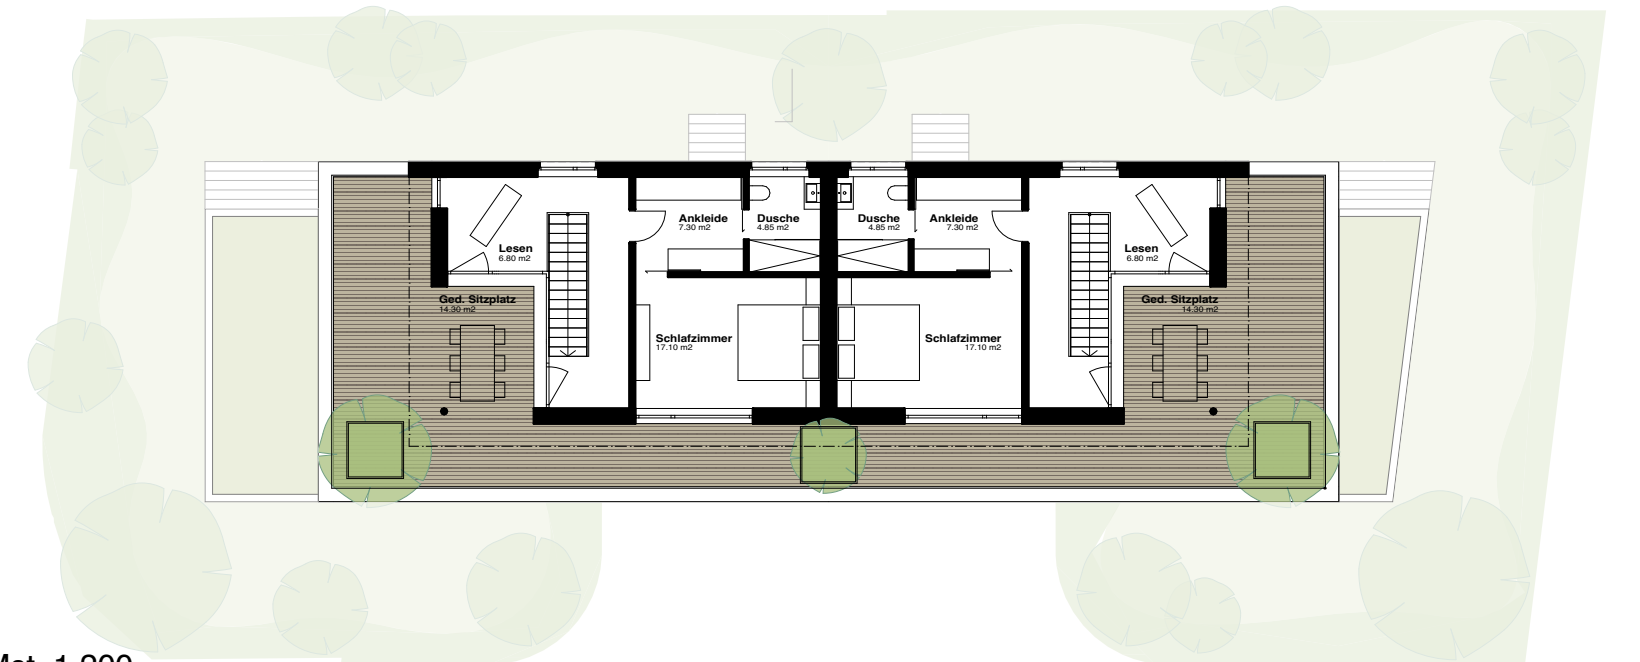 Ankleide
7.30 m2
Dusche
4.85 m2
Dusche
4.85 m2
Ankleide
7.30 m2
Lesen
6.80 m2
Lesen
6.80 m2
Ged. Sitzplatz
14.30 m2
Ged. Sitzplatz
14.30 m2
Schlafzimmer
17.10 m2
Schlafzimmer
17.10 m2